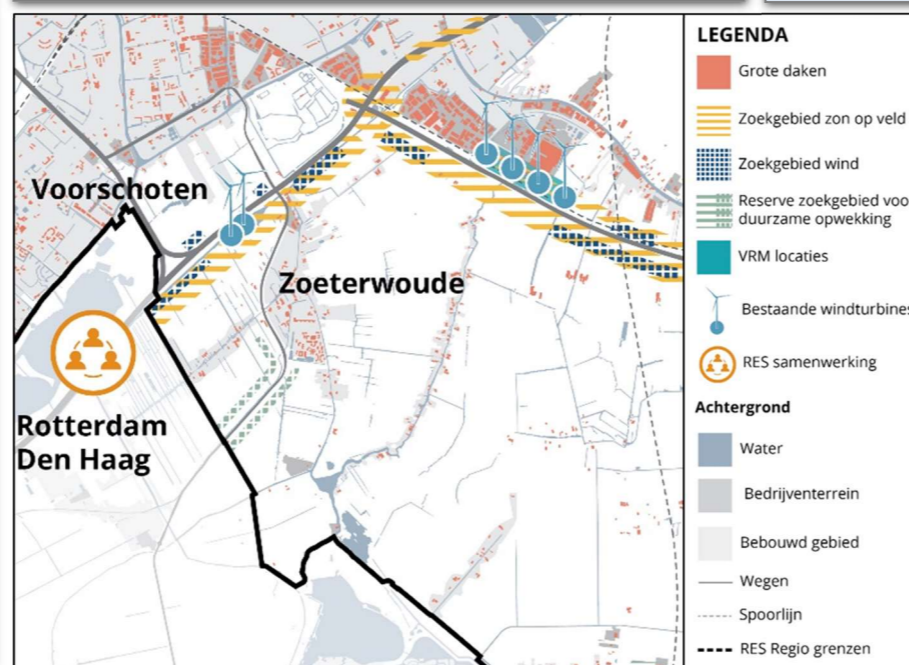 Voorschoten
Zoeterwoude
Rotterdam
Den Haag
LEGENDA
Grote daken
Zoekgebied zon op veld
Zoekgebied wind
Reserve zoekgebied voo
duurzame opwekking
VRM locaties
Bestaande windturbines
RES samenwerking
Achtergrond
Water
Bedrijventerrein
Bebouwd gebied
Wegen
Spoorlijn
RES Regio grenzen